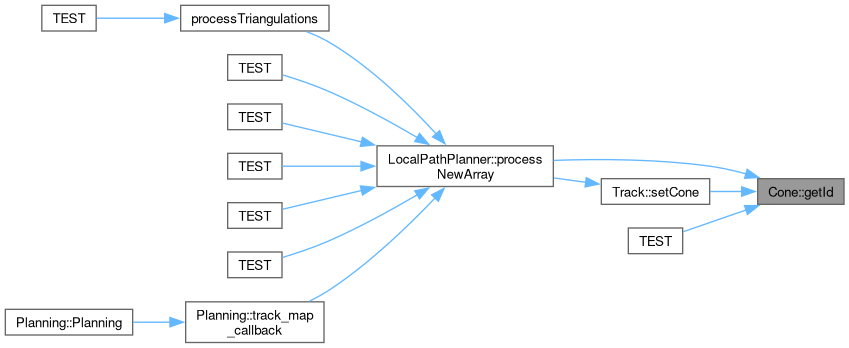 TEST
processTriangulations
TEST
TEST
LocalPathPlanner::process
NewArray
TEST
Track::setCone
Cone::getId
TEST
TEST
TEST
Planning::Planning
Planning::track_map
_callback